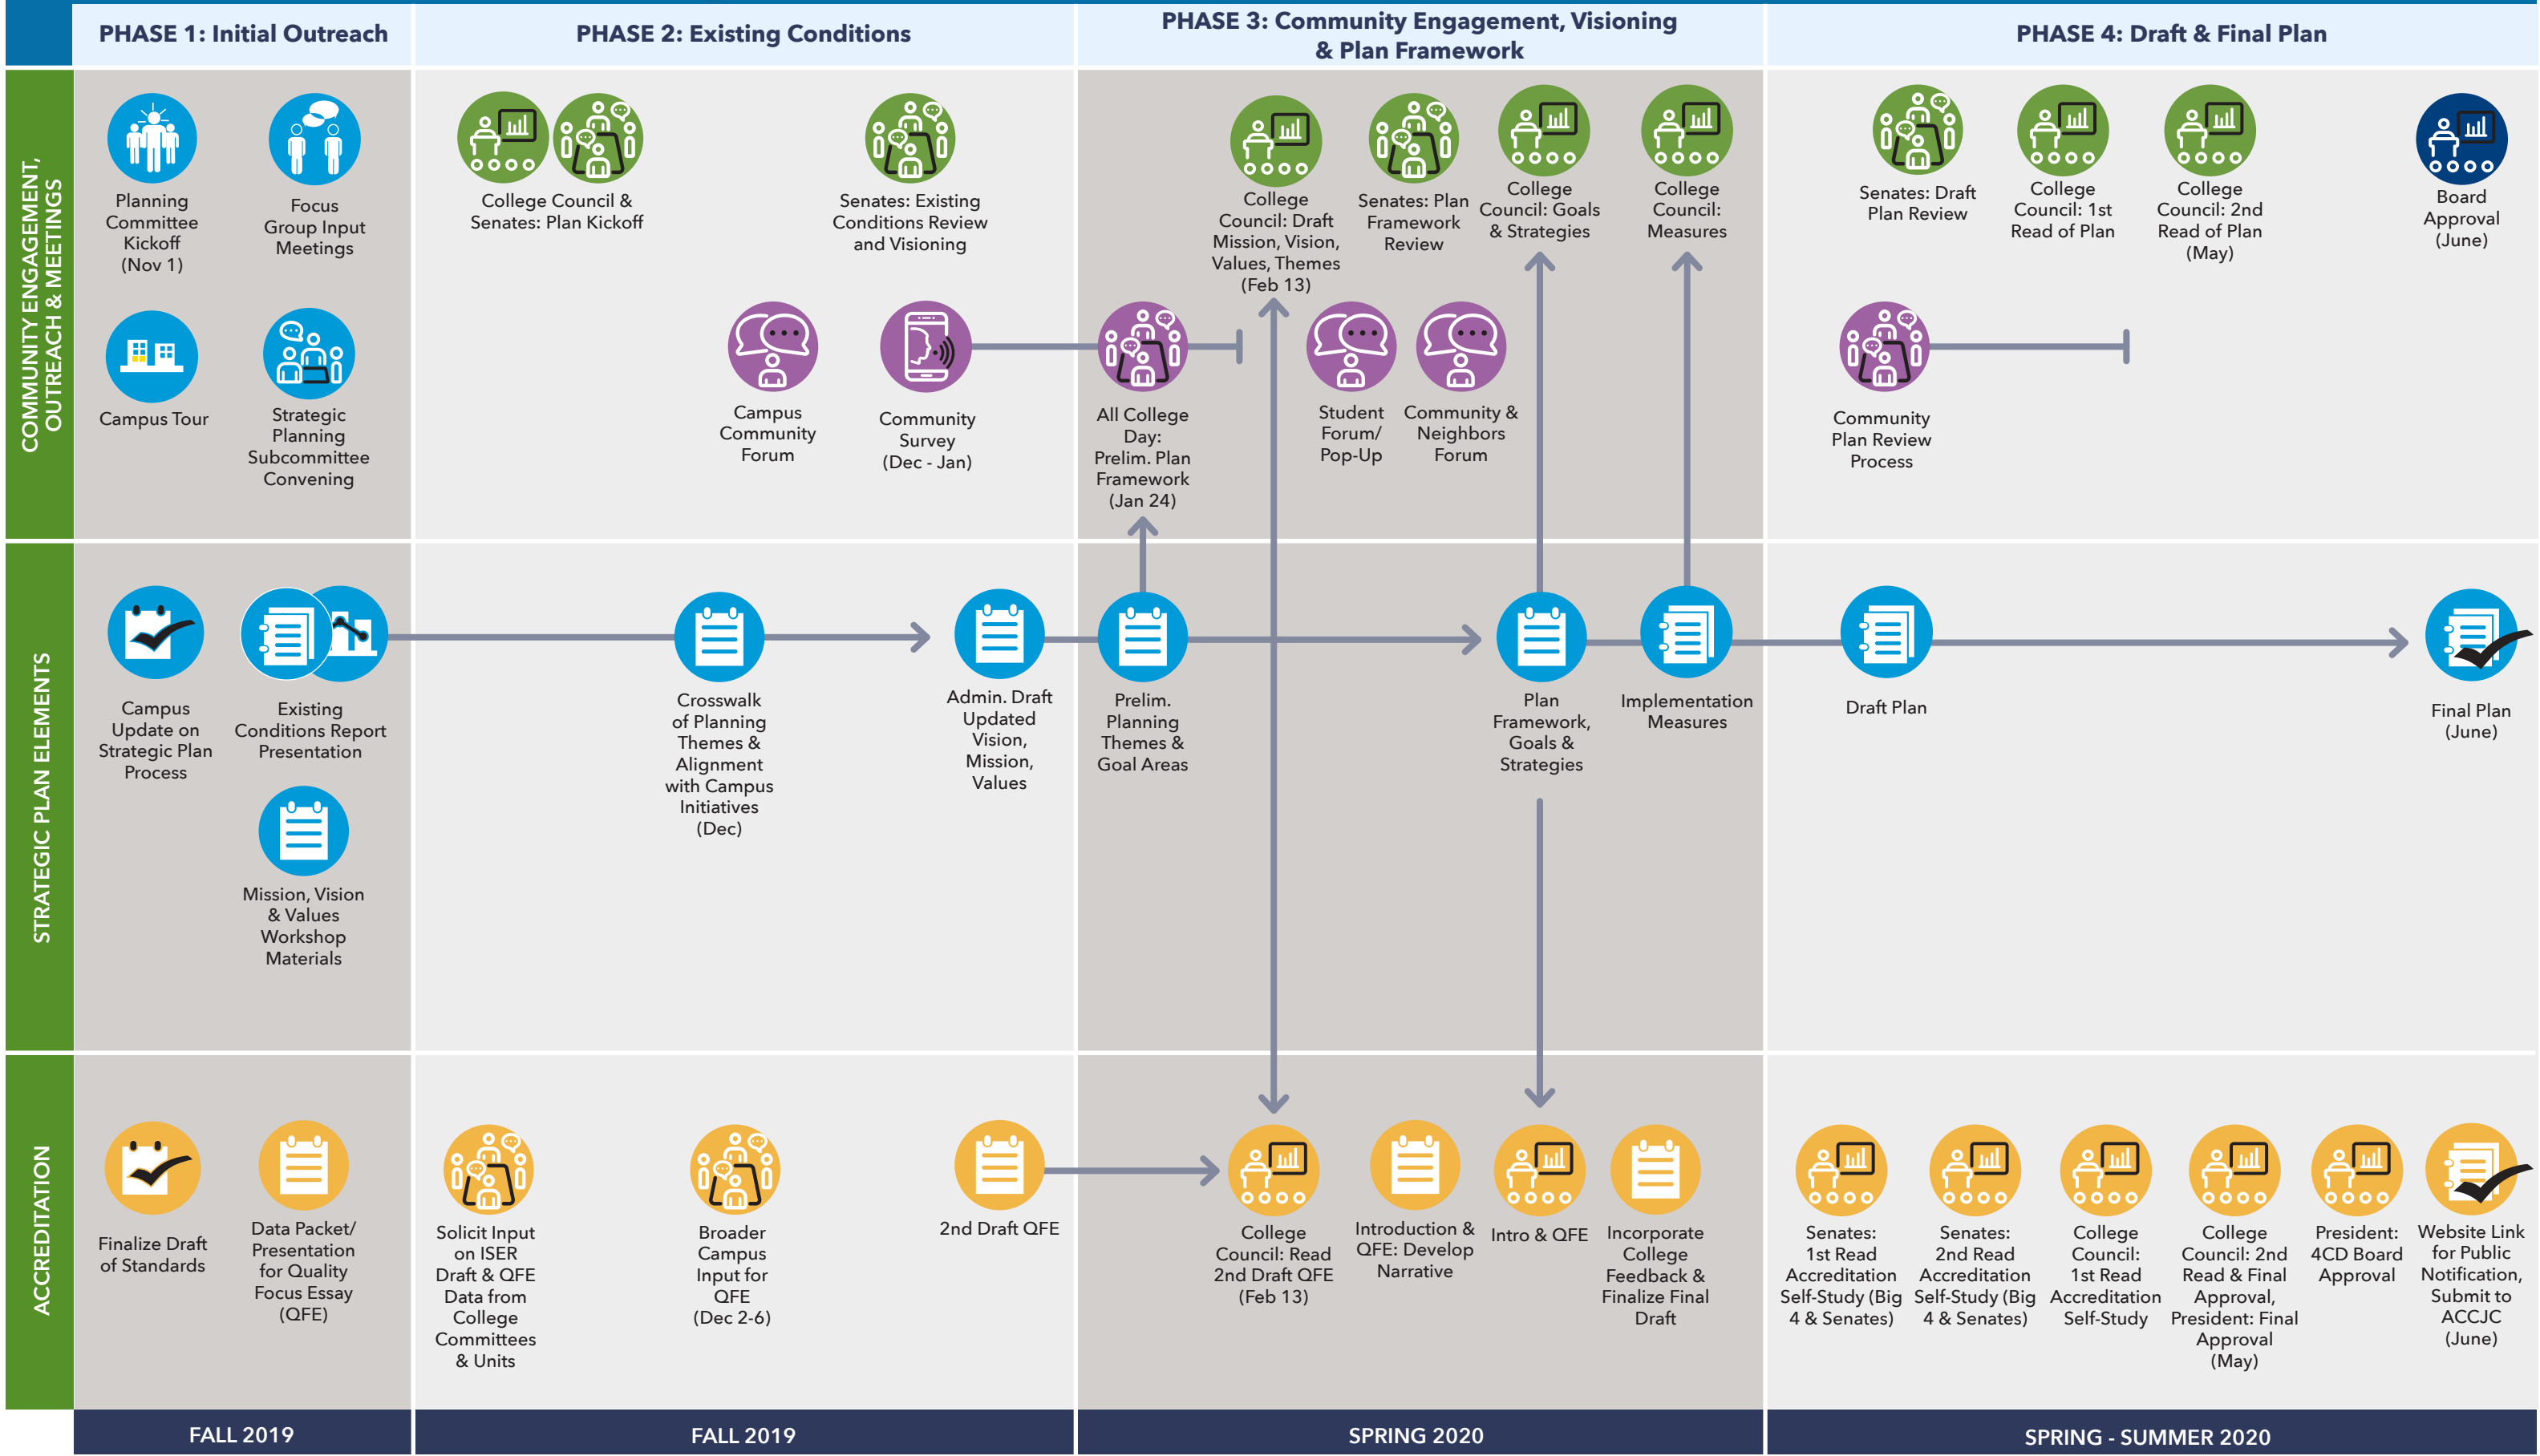 PHASE 1: Initial Outreach
PHASE 2: Existing Conditions
PHASE 3: Community Engagement, Visioning
& Plan Framework
PHASE 4: Draft & Final Plan
COMMUNITY ENGAGEMENT,
OUTREACH & MEETINGS
Planning
Committee
Kickoff
(Nov 1)
Focus
Group Input
Meetings
Campus Tour
Strategic
Planning
Subcommittee
Convening
College Council &
Senates: Plan Kickoff
Senates: Existing
Conditions Review
and Visioning
Campus
Community
Forum
Community
Survey
(Dec - Jan)
College
Council: Draft
Mission, Vision,
Values, Themes
(Feb 13)
Senates: Plan
Framework
Review
College
Council: Goals
& Strategies
College
Council:
Measures
All College
Day:
Prelim. Plan
Framework
(Jan 24)
Student
Forum/
Pop-Up
Community &
Neighbors
Forum
Senates: Draft
Plan Review
College
Council: 1st
Read of Plan
College
Council: 2nd
Read of Plan
(May)
Board
Approval
(June)
Community
Plan Review
Process
STRATEGIC PLAN ELEMENTS
Campus
Update on
Strategic Plan
Process
Existing
Conditions Report
Presentation
Mission, Vision
& Values
Workshop
Materials
Crosswalk
of Planning
Themes &
Alignment
with Campus
Initiatives
(Dec)
Admin. Draft
Updated
Vision,
Mission,
Values
Prelim.
Planning
Themes &
Goal Areas
Plan
Framework,
Goals &
Strategies
Implementation
Measures
Draft Plan
Final Plan
(June)
ACCREDITATION
Finalize Draft
of Standards
Data Packet/
Presentation
for Quality
Focus Essay
(QFE)
Solicit Input
on ISER
Draft & QFE
Data from
College
Committees
& Units
Broader
Campus
Input for
QFE
(Dec 2-6)
2nd Draft QFE
College
Council: Read
2nd Draft QFE
(Feb 13)
Introduction &
QFE: Develop
Narrative
Intro & QFE
Incorporate
College
Feedback &
Finalize Final
Draft
Senates:
1st Read
Accreditation
Self-Study (Big
4 & Senates)
Senates:
2nd Read
Accreditation
Self-Study (Big
4 & Senates)
College
Council:
1st Read
Accreditation
Self-Study
College
Council: 2nd
Read & Final
Approval,
President: Final
Approval
(May)
President:
4CD Board
Approval
Website Link
for Public
Notification,
Submit to
ACCJC
(June)
FALL 2019
FALL 2019
SPRING 2020
SPRING - SUMMER 2020